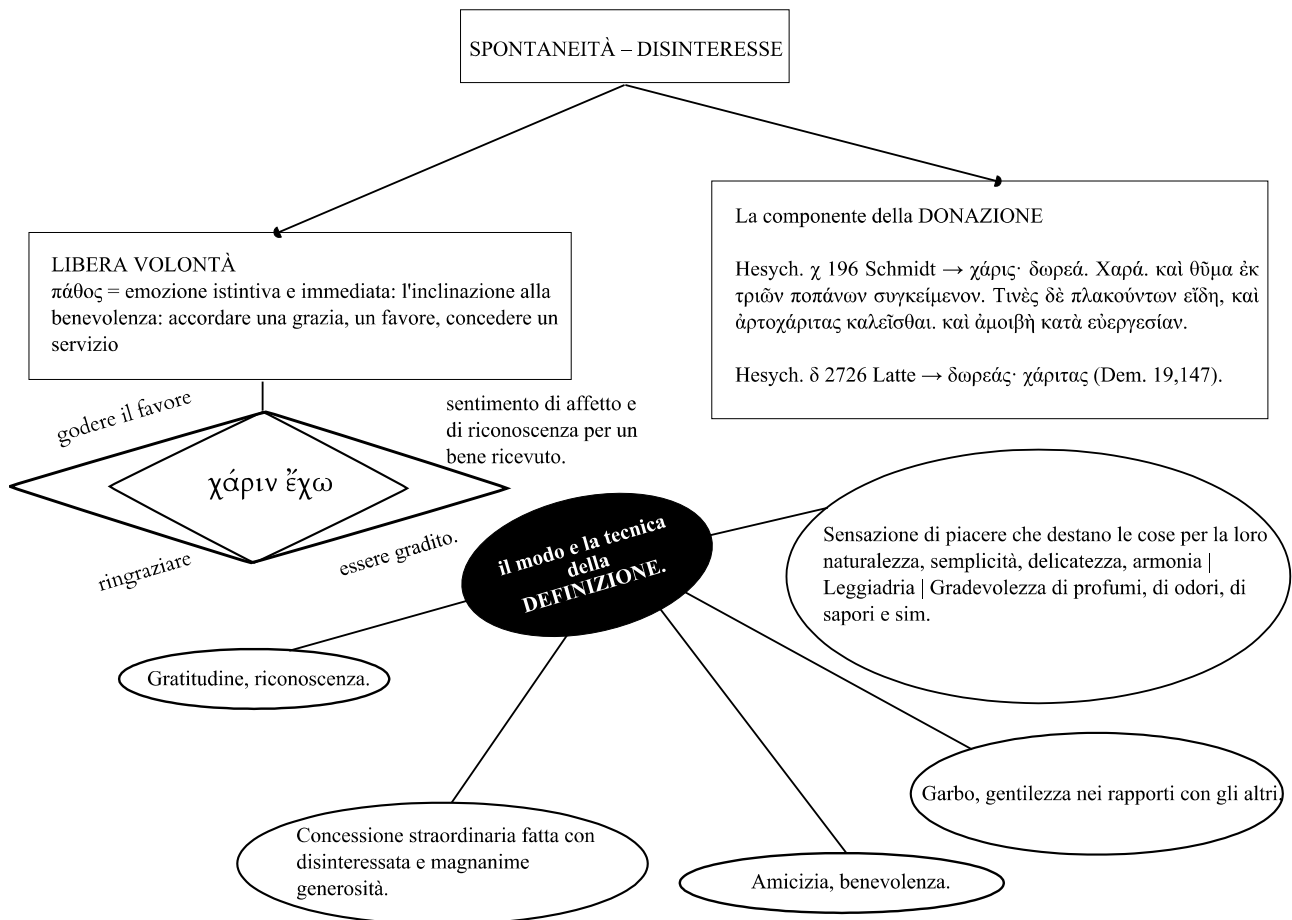 SPONTANEITÀ – DISINTERESSE
LIBERA VOLONTÀ
πάθος = emozione istintiva e immediata: l'inclinazione alla
benevolenza: accordare una grazia, un favore, concedere un
servizio
La componente della DONAZIONE
Hesych. χ 196 Schmidt → χάρις· δωρεά. Χαρά. καὶ θῦμα ἐκ
τριῶν ποπάνων συγκείμενον. Τινὲς δὲ πλακούντων εἴδη, καὶ
ἀρτοχάριτας καλεῖσθαι. καὶ ἀμοιβὴ κατὰ εὐεργεσίαν.
Hesych. δ 2726 Latte → δωρεάς· χάριτας (Dem. 19,147).
godere il favore
sentimento di affetto e
di riconoscenza per un
bene ricevuto.
χάριν ἔχω
ringraziare
essere gradito.
il modo e la tecnica
della
DEFINIZIONE.
Sensazione di piacere che destano le cose per la loro
naturalezza, semplicità, delicatezza, armonia |
Leggiadria | Gradevolezza di profumi, di odori, di
sapori e sim.
Gratitudine, riconoscenza.
Garbo, gentilezza nei rapporti con gli altri.
Concessione straordinaria fatta con
disinteressata e magnanime
generosità.
Amicizia, benevolenza.